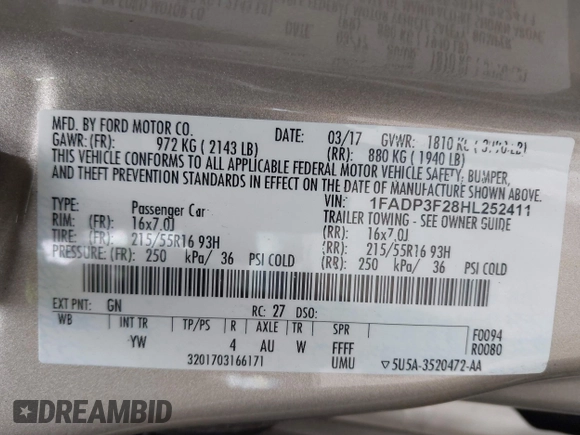 MFD. BY FORD MOTOR CO. DATE: 03/17 GVWR: 1810 KG
GAWR: (FR): 972 KG ( 2143 LB) (RR): 880 KG ( 1940 LB)
THIS VEHICLE CONFORMS TO ALL APPLICABLE FEDERAL MOTOR VEHICLE SAFETY, BUMPER,
AND THEFT PREVENTION STANDARDS IN EFFECT ON THE DATE OF MANUFACTURE SHOWN ABOVE.
VIN: 1FADP3F28HL252411
TYPE: Passenger Car TRAILER TOWING - SEE OWNER GUIDE
RIM: (FR): 16x7.0J (RR): 16x7.0J
TIRE: (FR): 215/55R16 93H (RR): 215/55R16 93H
PRESSURE: (FR): 250 kPa/ 36 PSI COLD (RR): 250 kPa/ 36 PSI COLD
EXT PNT: GN RC: 27 DSO:
WB INT TR TP/PS R AXLE TR SPR F0094
YW 4 AU W FFFF R0080
3201703166171 UMU 5U5A-3520472-AA
DREAMBID